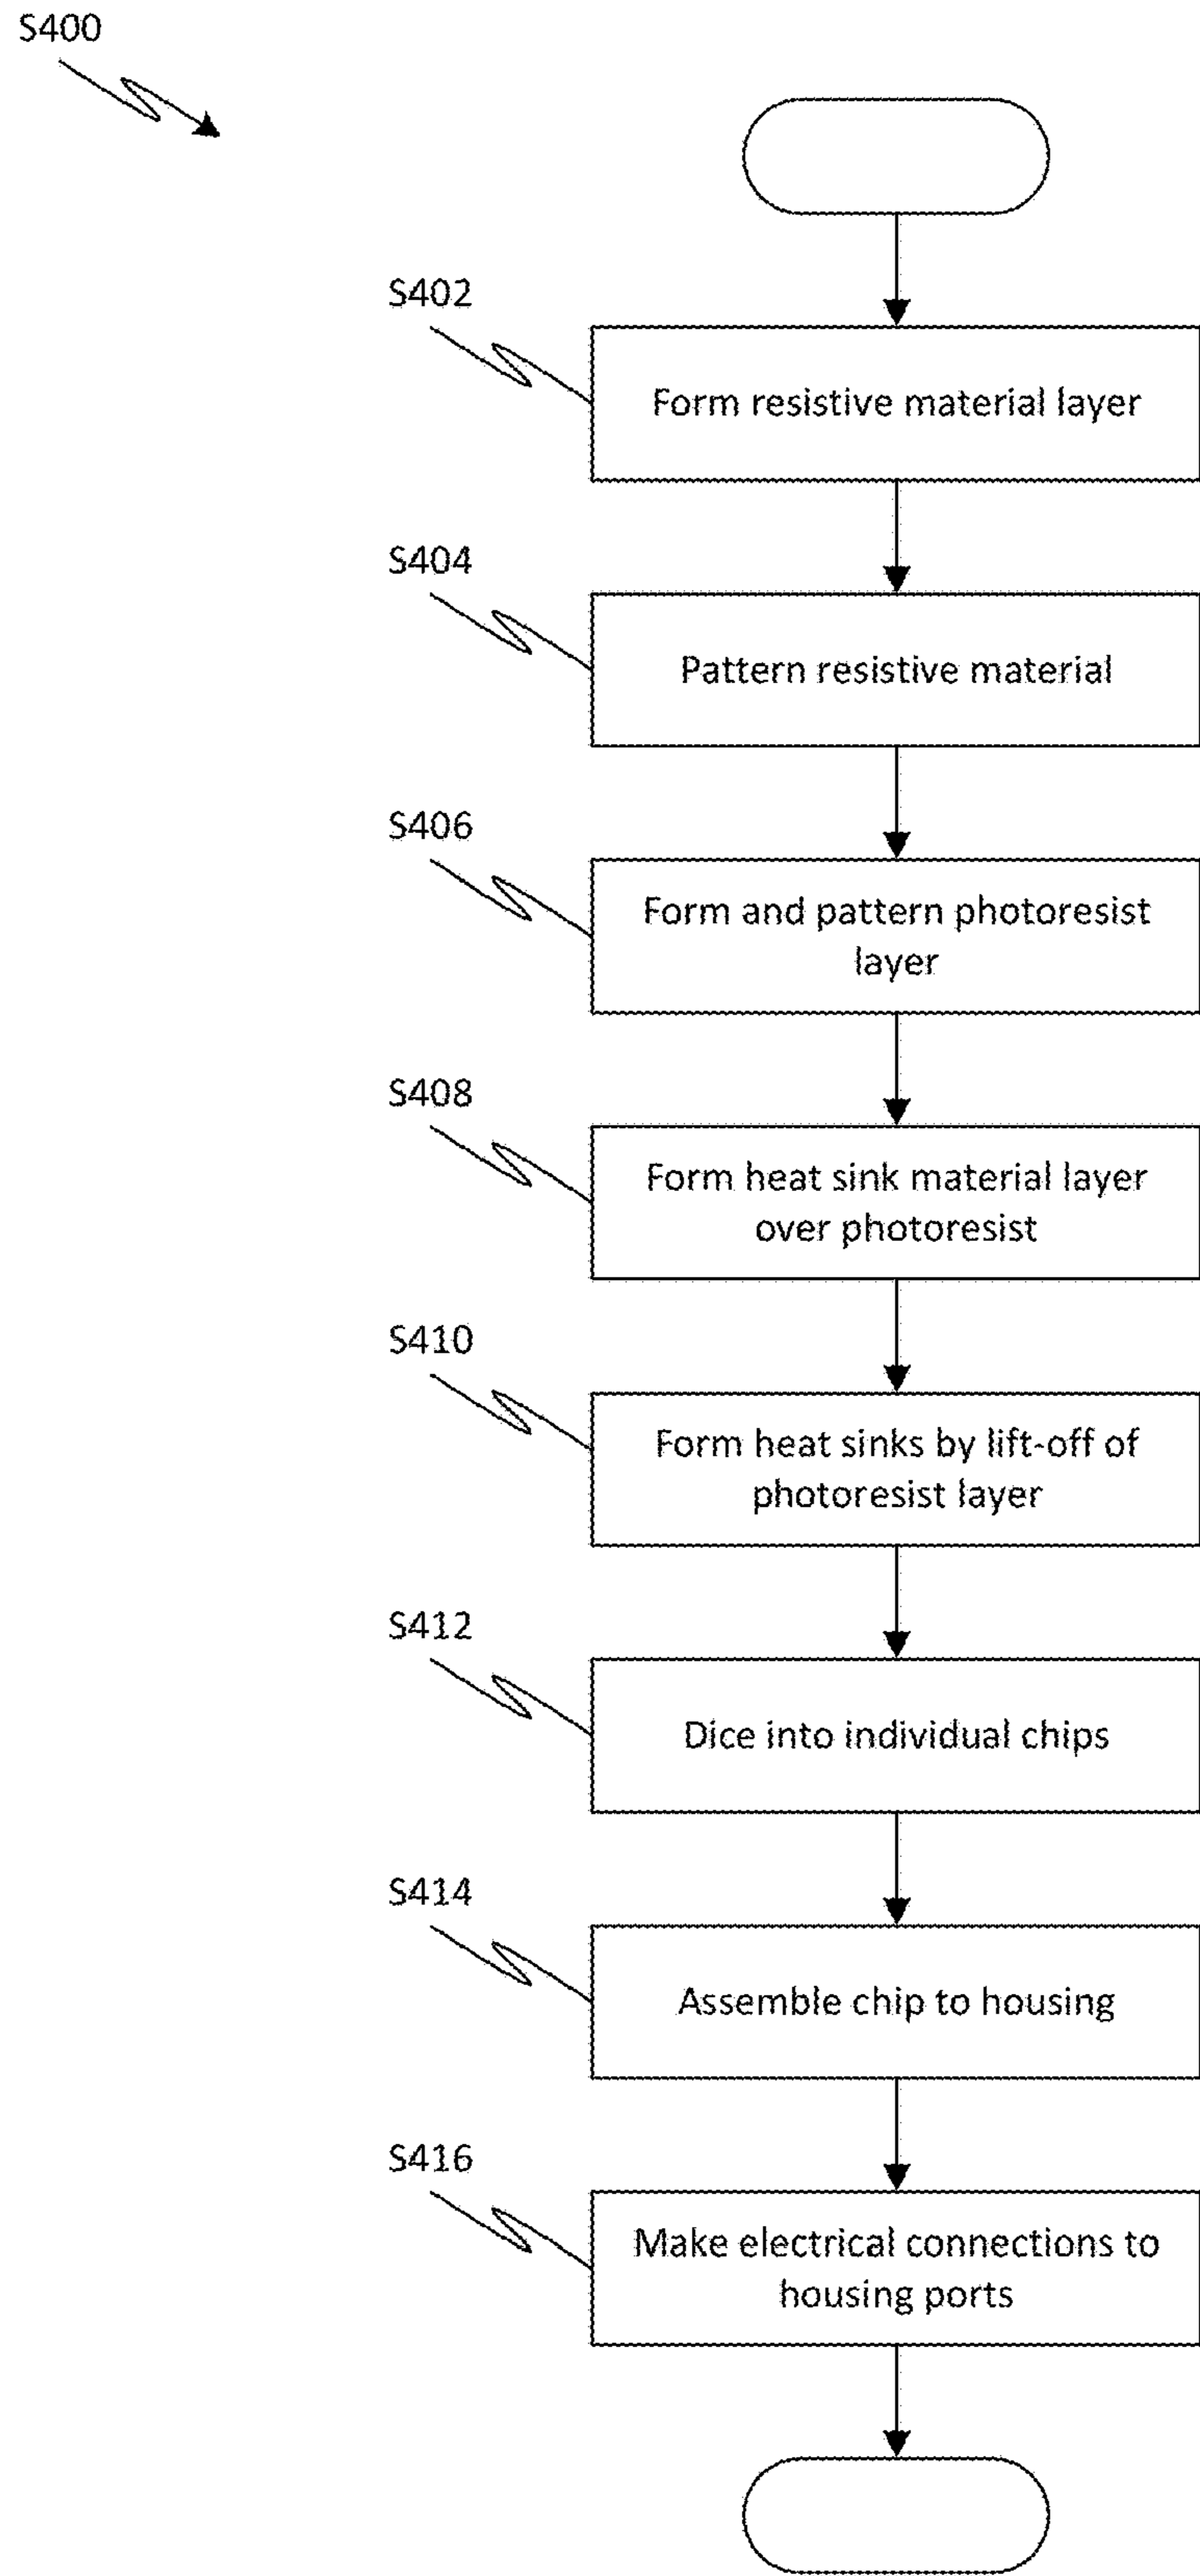 S400
S402
Form resistive material layer
S404
Pattern resistive material
S406
Form and pattern photoresist
layer
S408
Form heat sink material layer
over photoresist
S410
Form heat sinks by lift-off of
photoresist layer
S412
Dice into individual chips
S414
Assemble chip to housing
S416
Make electrical connections to
housing ports